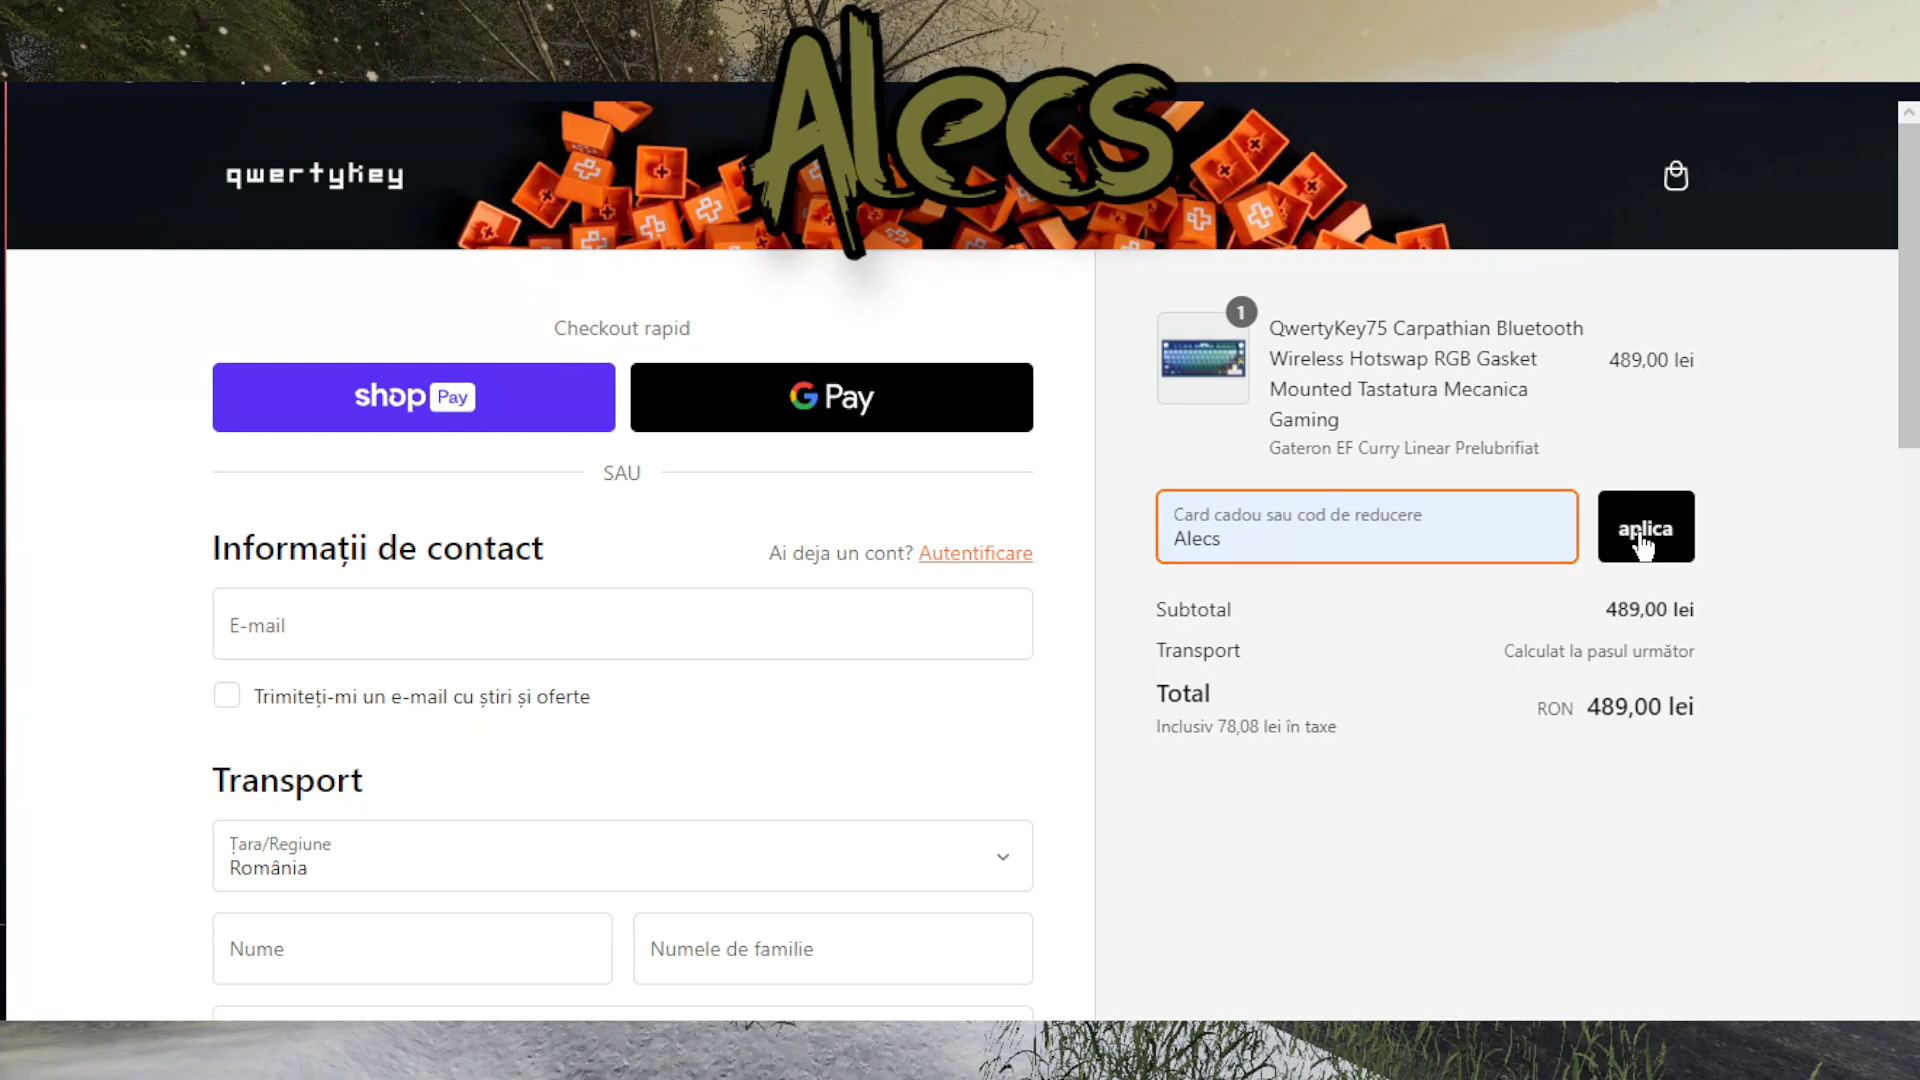 Alecs
qwertykey
Checkout rapid
shop Pay
G Pay
SAU
Informații de contact
Ai deja un cont? Autentificare
E-mail
Trimiteți-mi un e-mail cu știri și oferte
Transport
Țara/Regiune
România
Nume
Numele de familie
1
QwertyKey75 Carpathian Bluetooth
Wireless Hotswap RGB Gasket
Mounted Tastatura Mecanica
Gaming
489,00 lei
Gateron EF Curry Linear Prelubrifiat
Card cadou sau cod de reducere
Alecs
aplica
Subtotal
489,00 lei
Transport
Calculat la pasul următor
Total
RON 489,00 lei
Inclusiv 78,08 lei în taxe